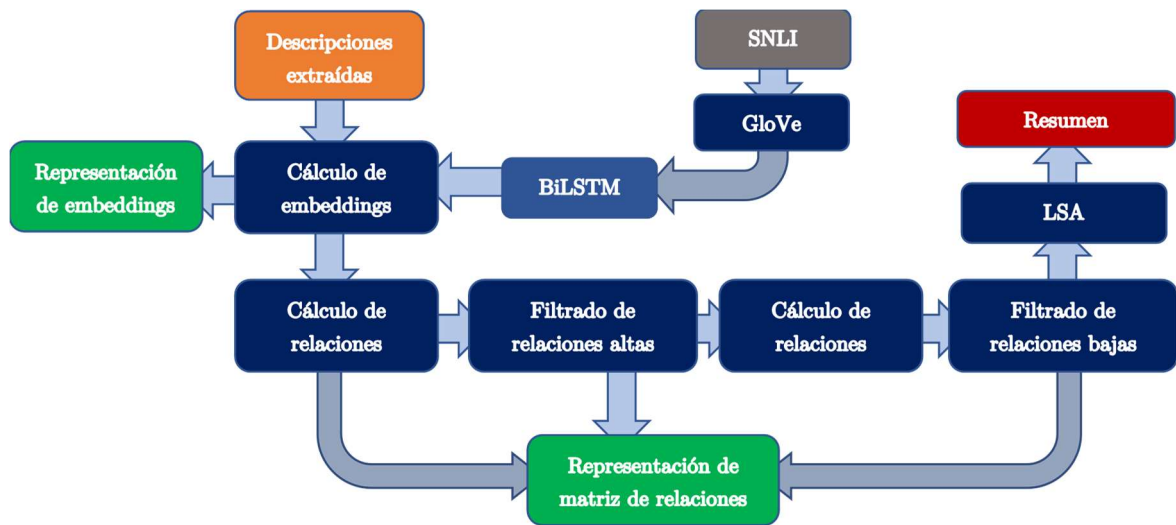 Descripciones
extraídas
SNLI
GloVe
Resumen
Representación
de embeddings
Cálculo de
embeddings
BiLSTM
LSA
Cálculo de
relaciones
Filtrado de
relaciones altas
Cálculo de
relaciones
Filtrado de
relaciones bajas
Representación de
matriz de relaciones